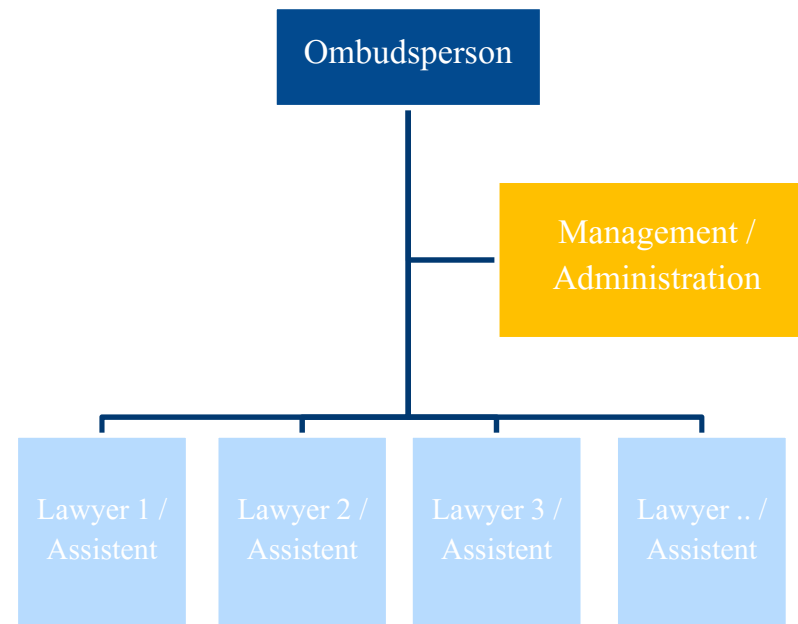 Ombudsperson
Management /
Administration
Lawyer 1 /
Assistent
Lawyer 2 /
Assistent
Lawyer 3 /
Assistent
Lawyer .. /
Assistent